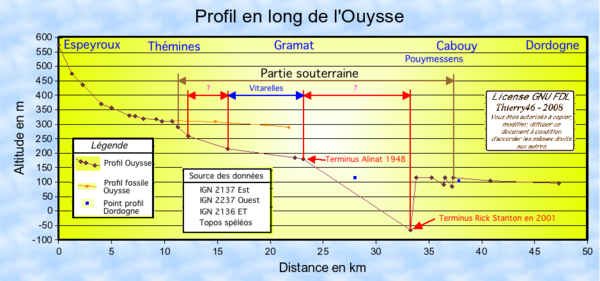 Profil en long de l'Ouysse
Espeyroux Thémines Gramat Cabouy Dordogne
Pouymessens
Partie souterraine
? Vitarelles ?
License GNU FDL
Thierry46 - 2008
Vous êtes autorisés à copier,
modifier, diffuser ce
document à condition
d'accorder les mêmes droits
aux autres.
Altitude en m
600
550
500
450
400
350
300
250
200
150
100
50
0
-50
-100
Légende
Profil Ouysse
Profil fossile
Ouysse
Point profil
Dordogne
Source des données
IGN 2137 Est
IGN 2237 Ouest
IGN 2136 ET
Topos spéléos
Terminus Alinat 1948
Terminus Rick Stanton en 2001
0 5 10 15 20 25 30 35 40 45 50
Distance en km